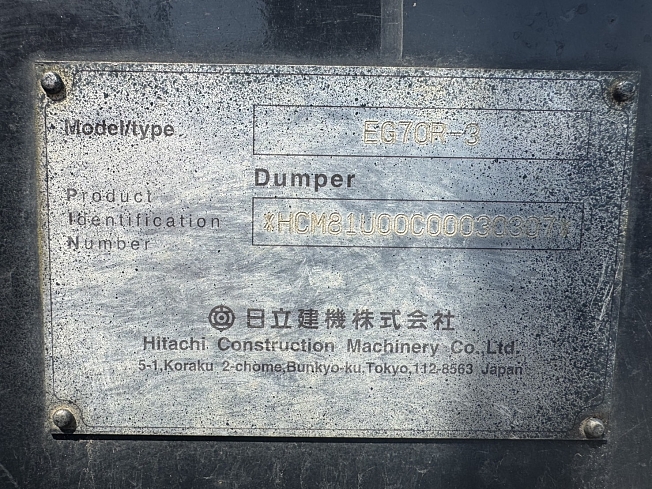 Model/type
EG70R-3
Dumper
Product
Identification
Number
日立建機株式会社
Hitachi Construction Machinery Co.,Ltd.
5-1,Koraku 2-chome,Bunkyo-ku,Tokyo,112-8563 Japan